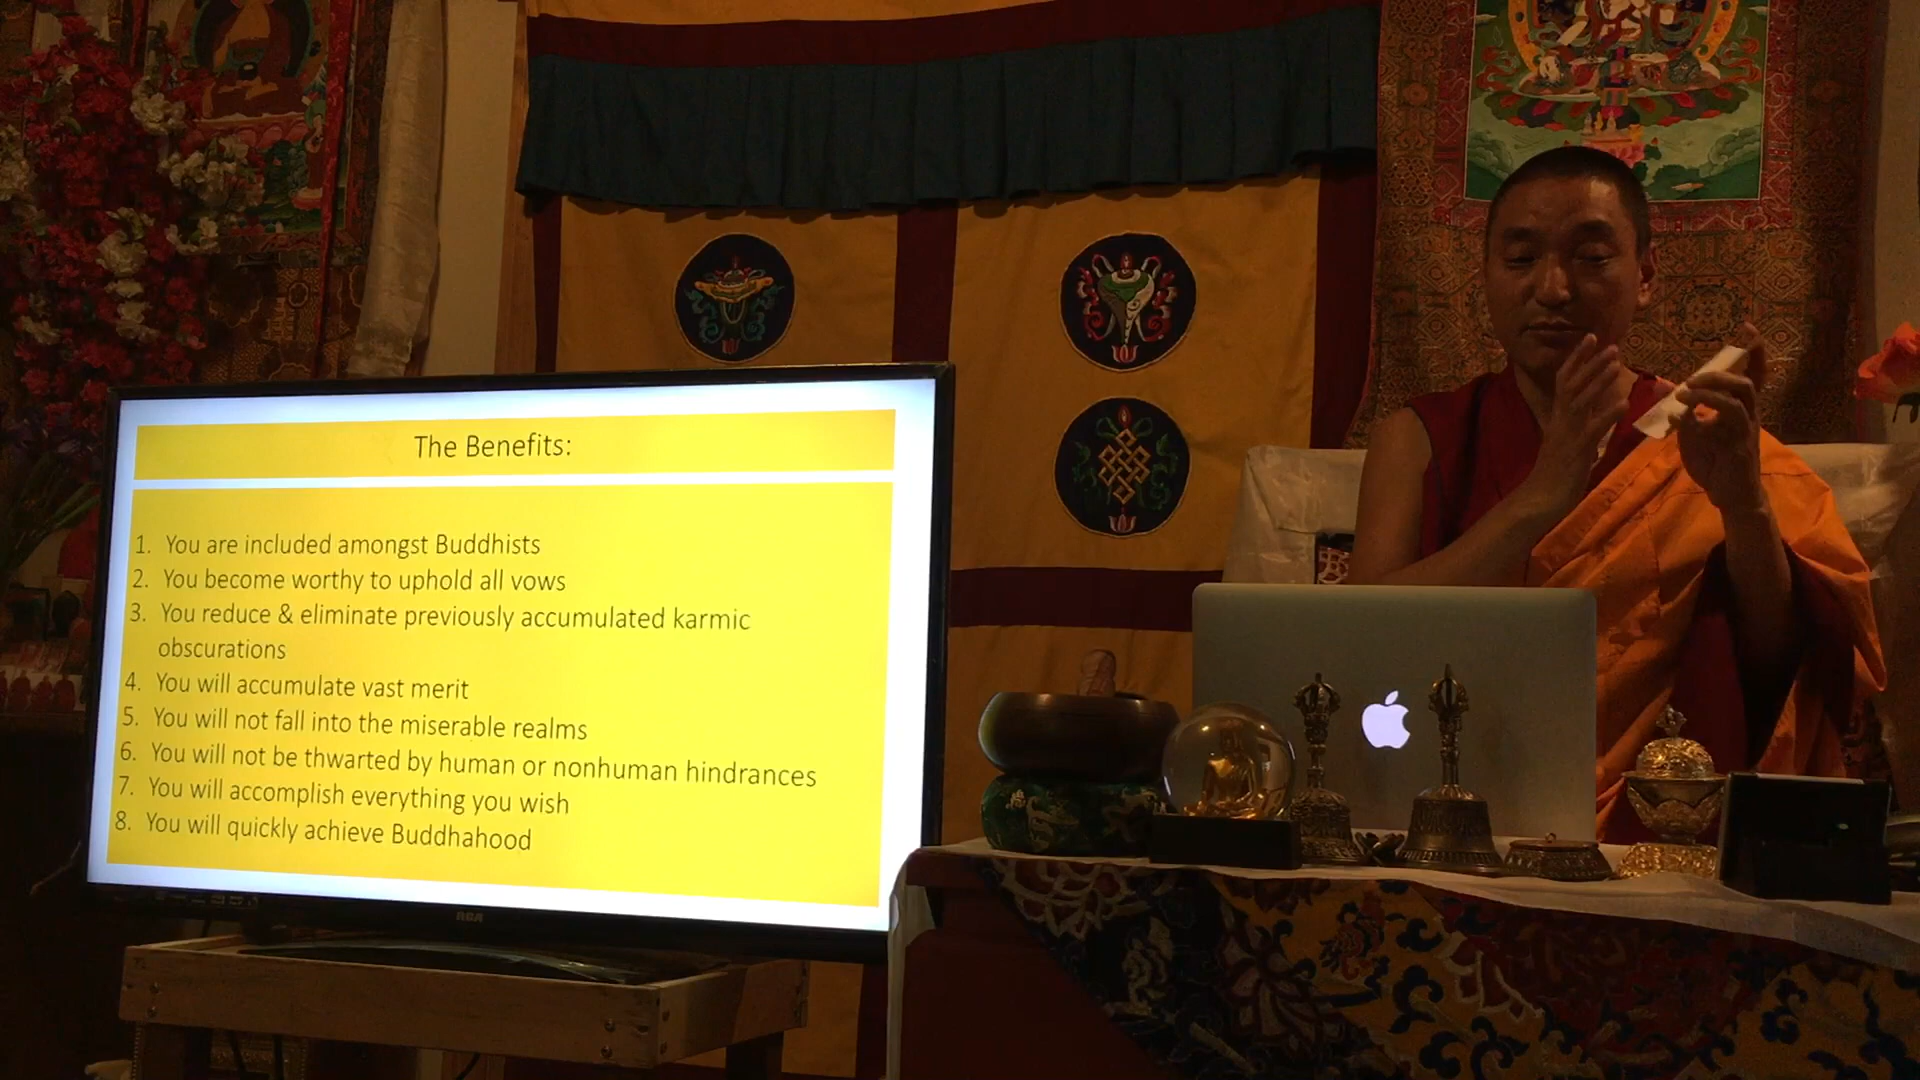 The Benefits:
1. You are included amongst Buddhists
2. You become worthy to uphold all vows
3. You reduce & eliminate previously accumulated karmic
obscurations
4. You will accumulate vast merit
5. You will not fall into the miserable realms
6. You will not be thwarted by human or nonhuman hindrances
7. You will accomplish everything you wish
8. You will quickly achieve Buddhahood
RCA